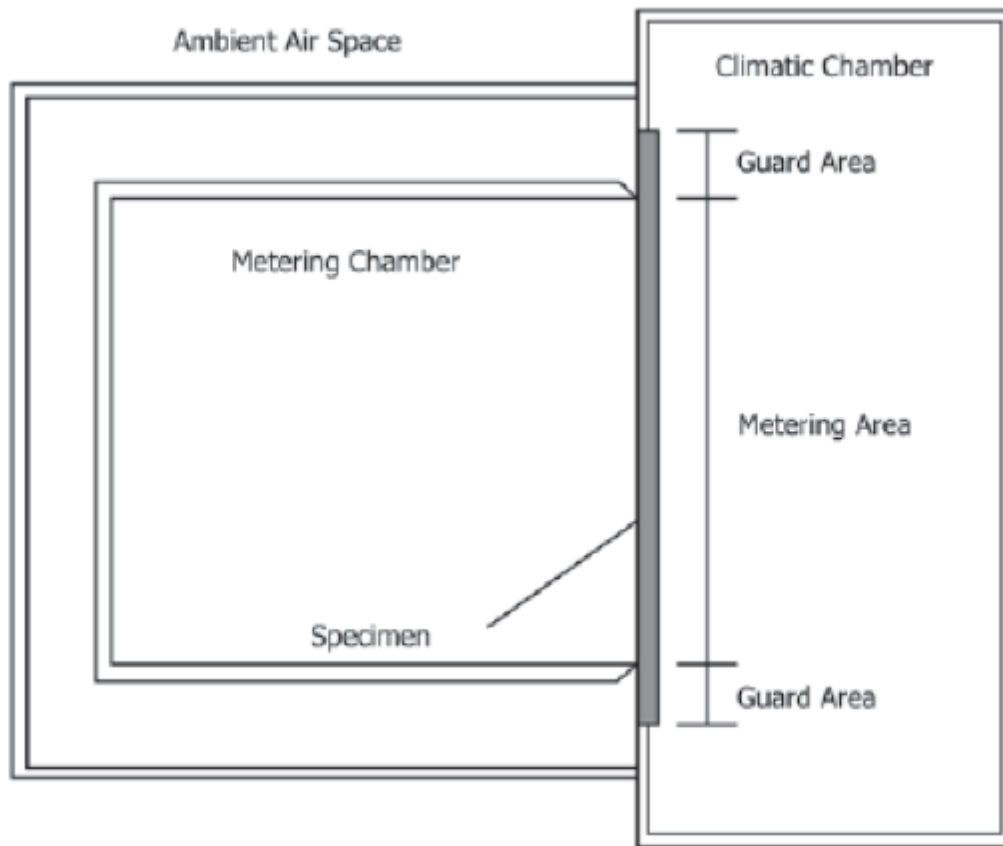 Ambient Air Space
Climatic Chamber
Guard Area
Metering Chamber
Metering Area
Specimen
Guard Area